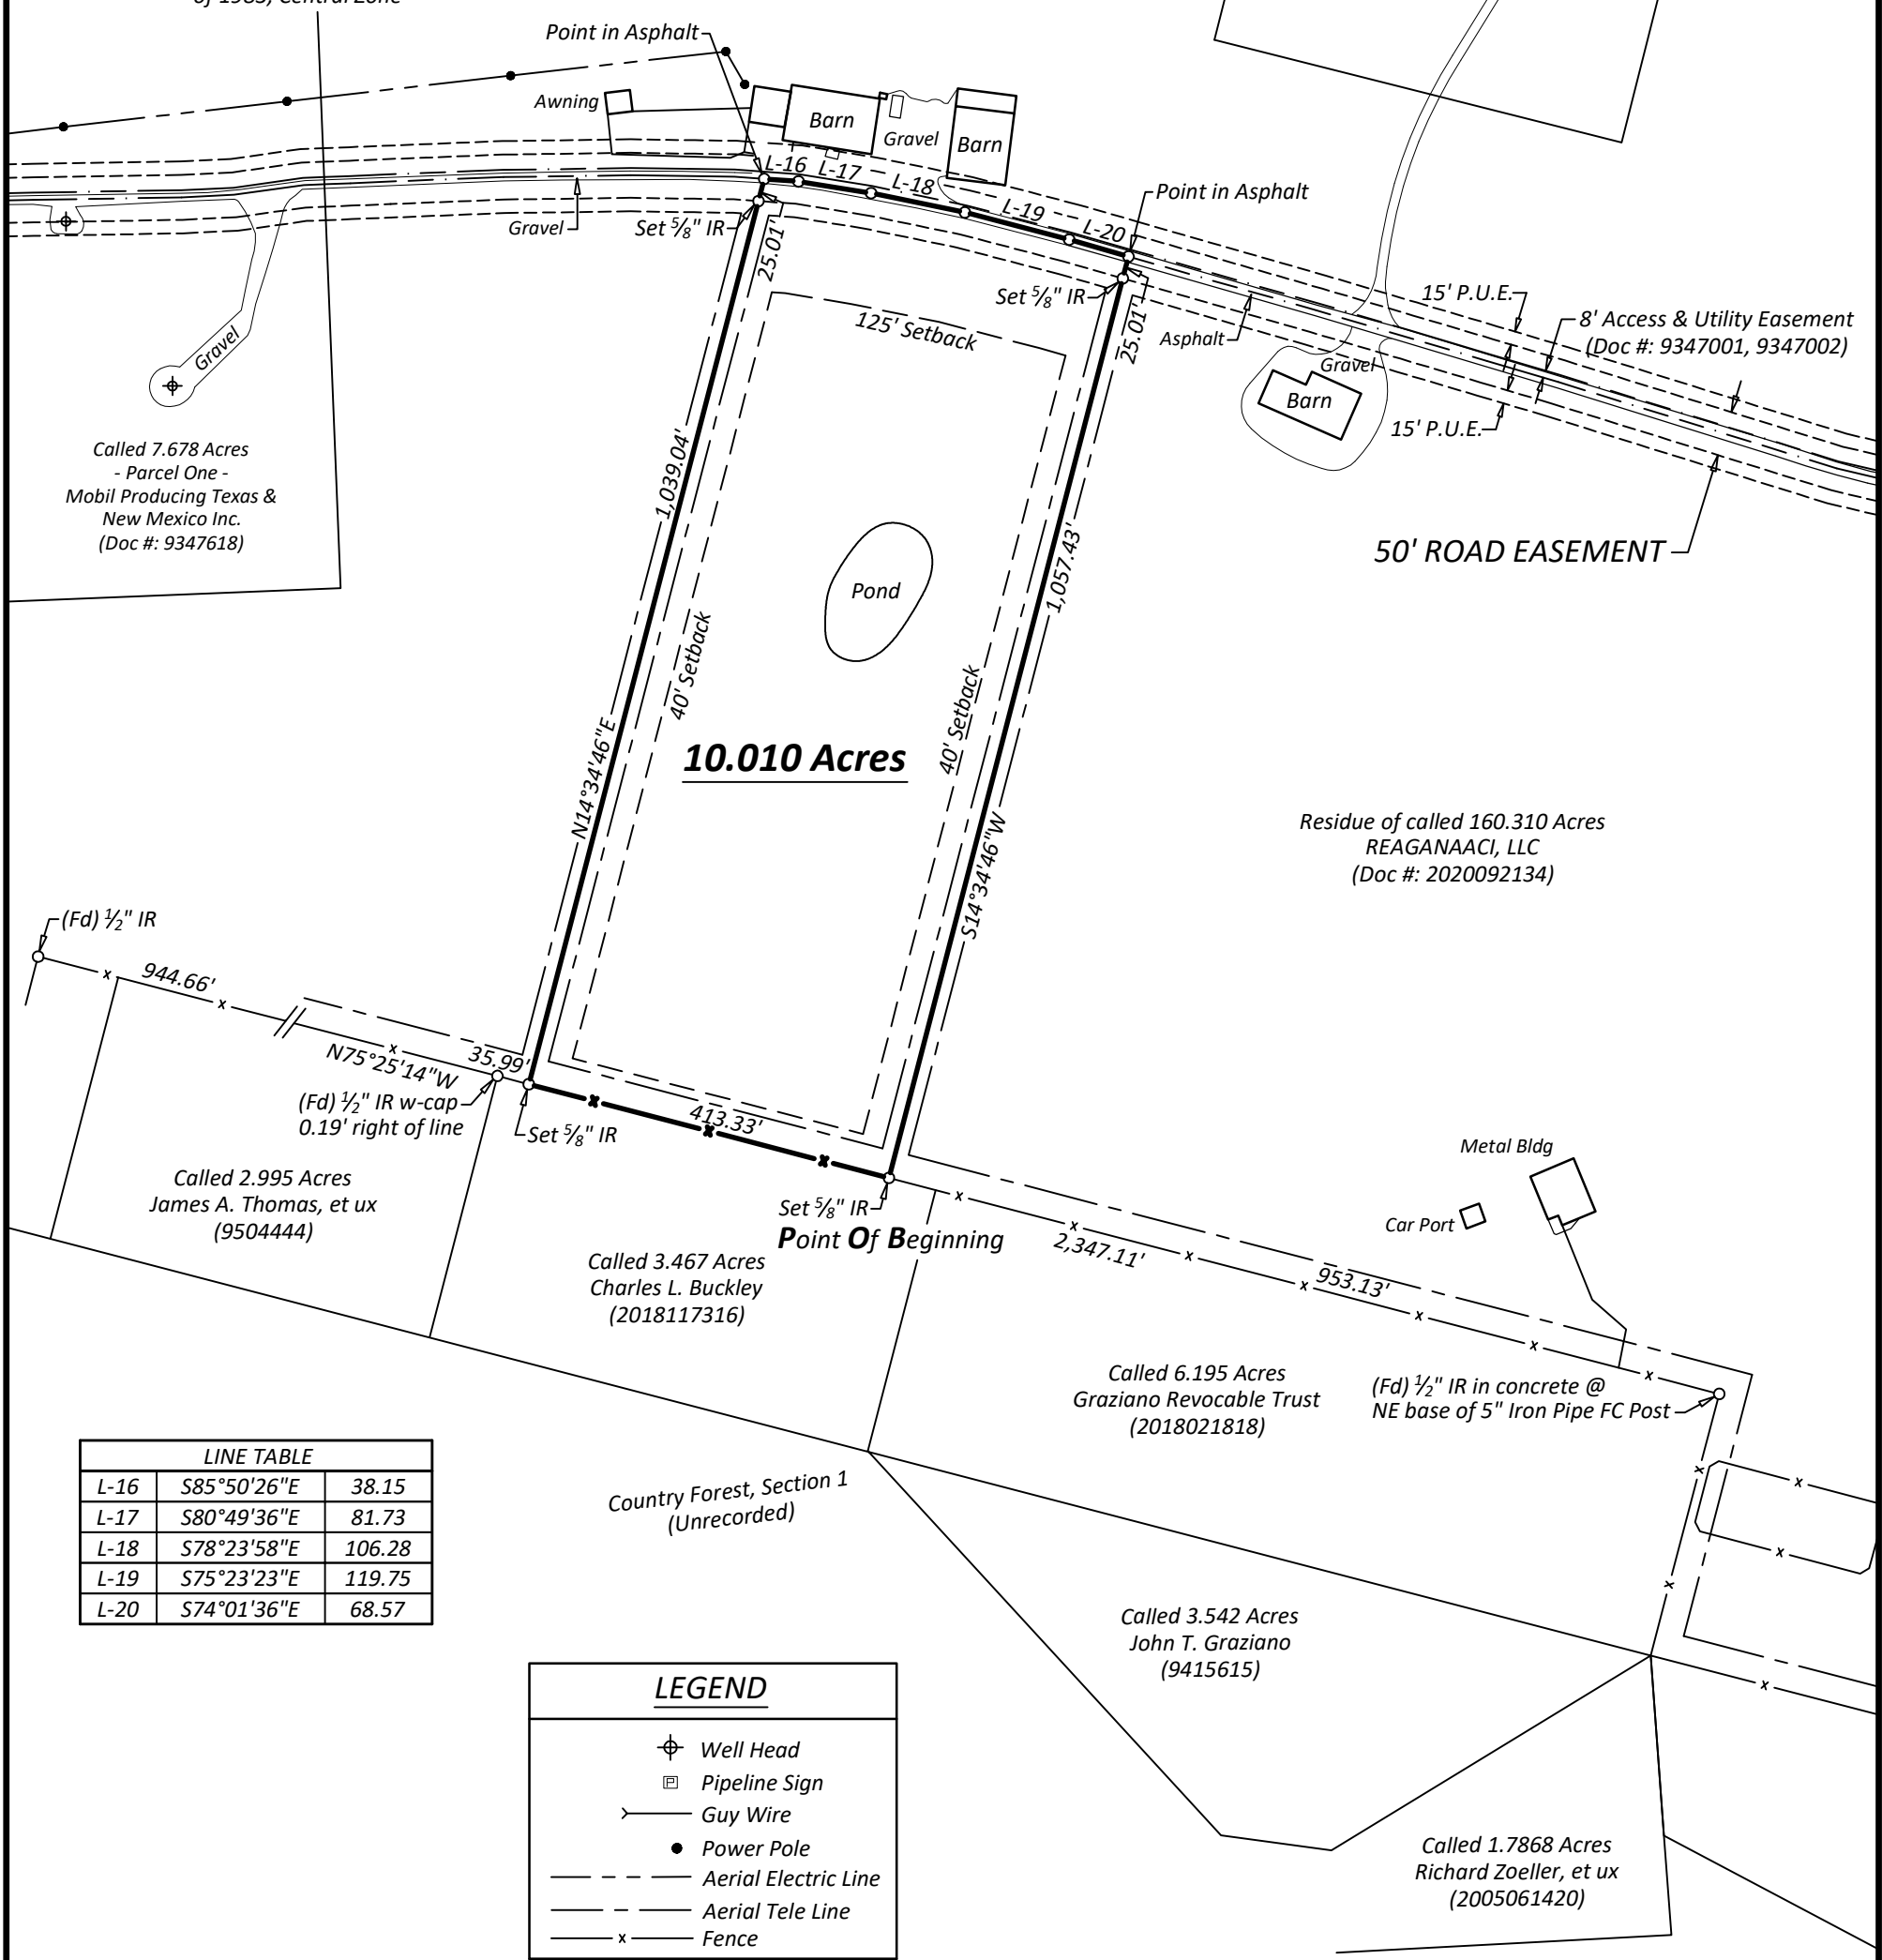 of 1983, Central Zone
Point in Asphalt
Awning
Barn
Gravel
Barn
L-16
L-17
L-18
L-19
L-20
Point in Asphalt
Gravel
Set 5/8" IR
25.01'
Set 5/8" IR
25.01'
125' Setback
Asphalt
15' P.U.E.
8' Access & Utility Easement
(Doc #: 9347001, 9347002)
Gravel
Barn
15' P.U.E.
50' ROAD EASEMENT
Gravel
Called 7.678 Acres
- Parcel One -
Mobil Producing Texas &
New Mexico Inc.
(Doc #: 9347618)
1,039.04'
N14°34'46"E
40' Setback
Pond
1,057.43'
S14°34'46"W
40' Setback
10.010 Acres
Residue of called 160.310 Acres
REAGANAACI, LLC
(Doc #: 2020092134)
(Fd) 1/2" IR
944.66'
N75°25'14"W
35.99'
(Fd) 1/2" IR w-cap
0.19' right of line
Set 5/8" IR
413.33'
Set 5/8" IR
Point Of Beginning
2,347.11'
953.13'
Metal Bldg
Car Port
Called 2.995 Acres
James A. Thomas, et ux
(9504444)
Called 3.467 Acres
Charles L. Buckley
(2018117316)
Called 6.195 Acres
Graziano Revocable Trust
(2018021818)
(Fd) 1/2" IR in concrete @
NE base of 5" Iron Pipe FC Post
LINE TABLE
L-16 S85°50'26"E 38.15
L-17 S80°49'36"E 81.73
L-18 S78°23'58"E 106.28
L-19 S75°23'23"E 119.75
L-20 S74°01'36"E 68.57
Country Forest, Section 1
(Unrecorded)
Called 3.542 Acres
John T. Graziano
(9415615)
Called 1.7868 Acres
Richard Zoeller, et ux
(2005061420)
LEGEND
Well Head
P Pipeline Sign
Guy Wire
Power Pole
Aerial Electric Line
Aerial Tele Line
x Fence